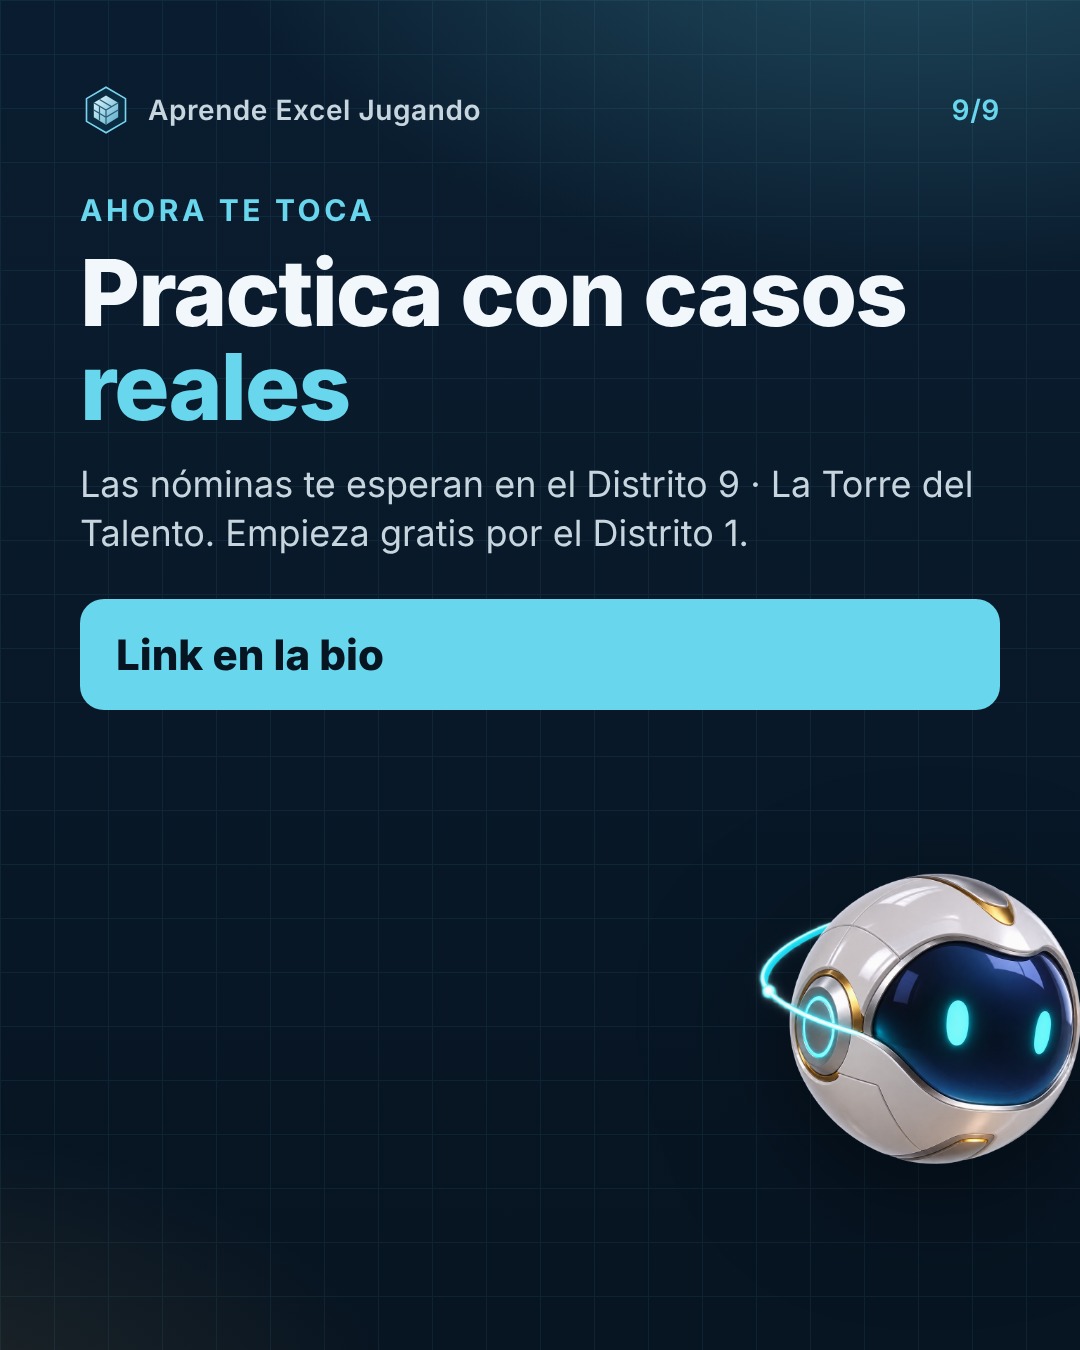 Aprende Excel Jugando
9/9
AHORA TE TOCA
Practica con casos
reales
Las nóminas te esperan en el Distrito 9 · La Torre del
Talento. Empieza gratis por el Distrito 1.
Link en la bio